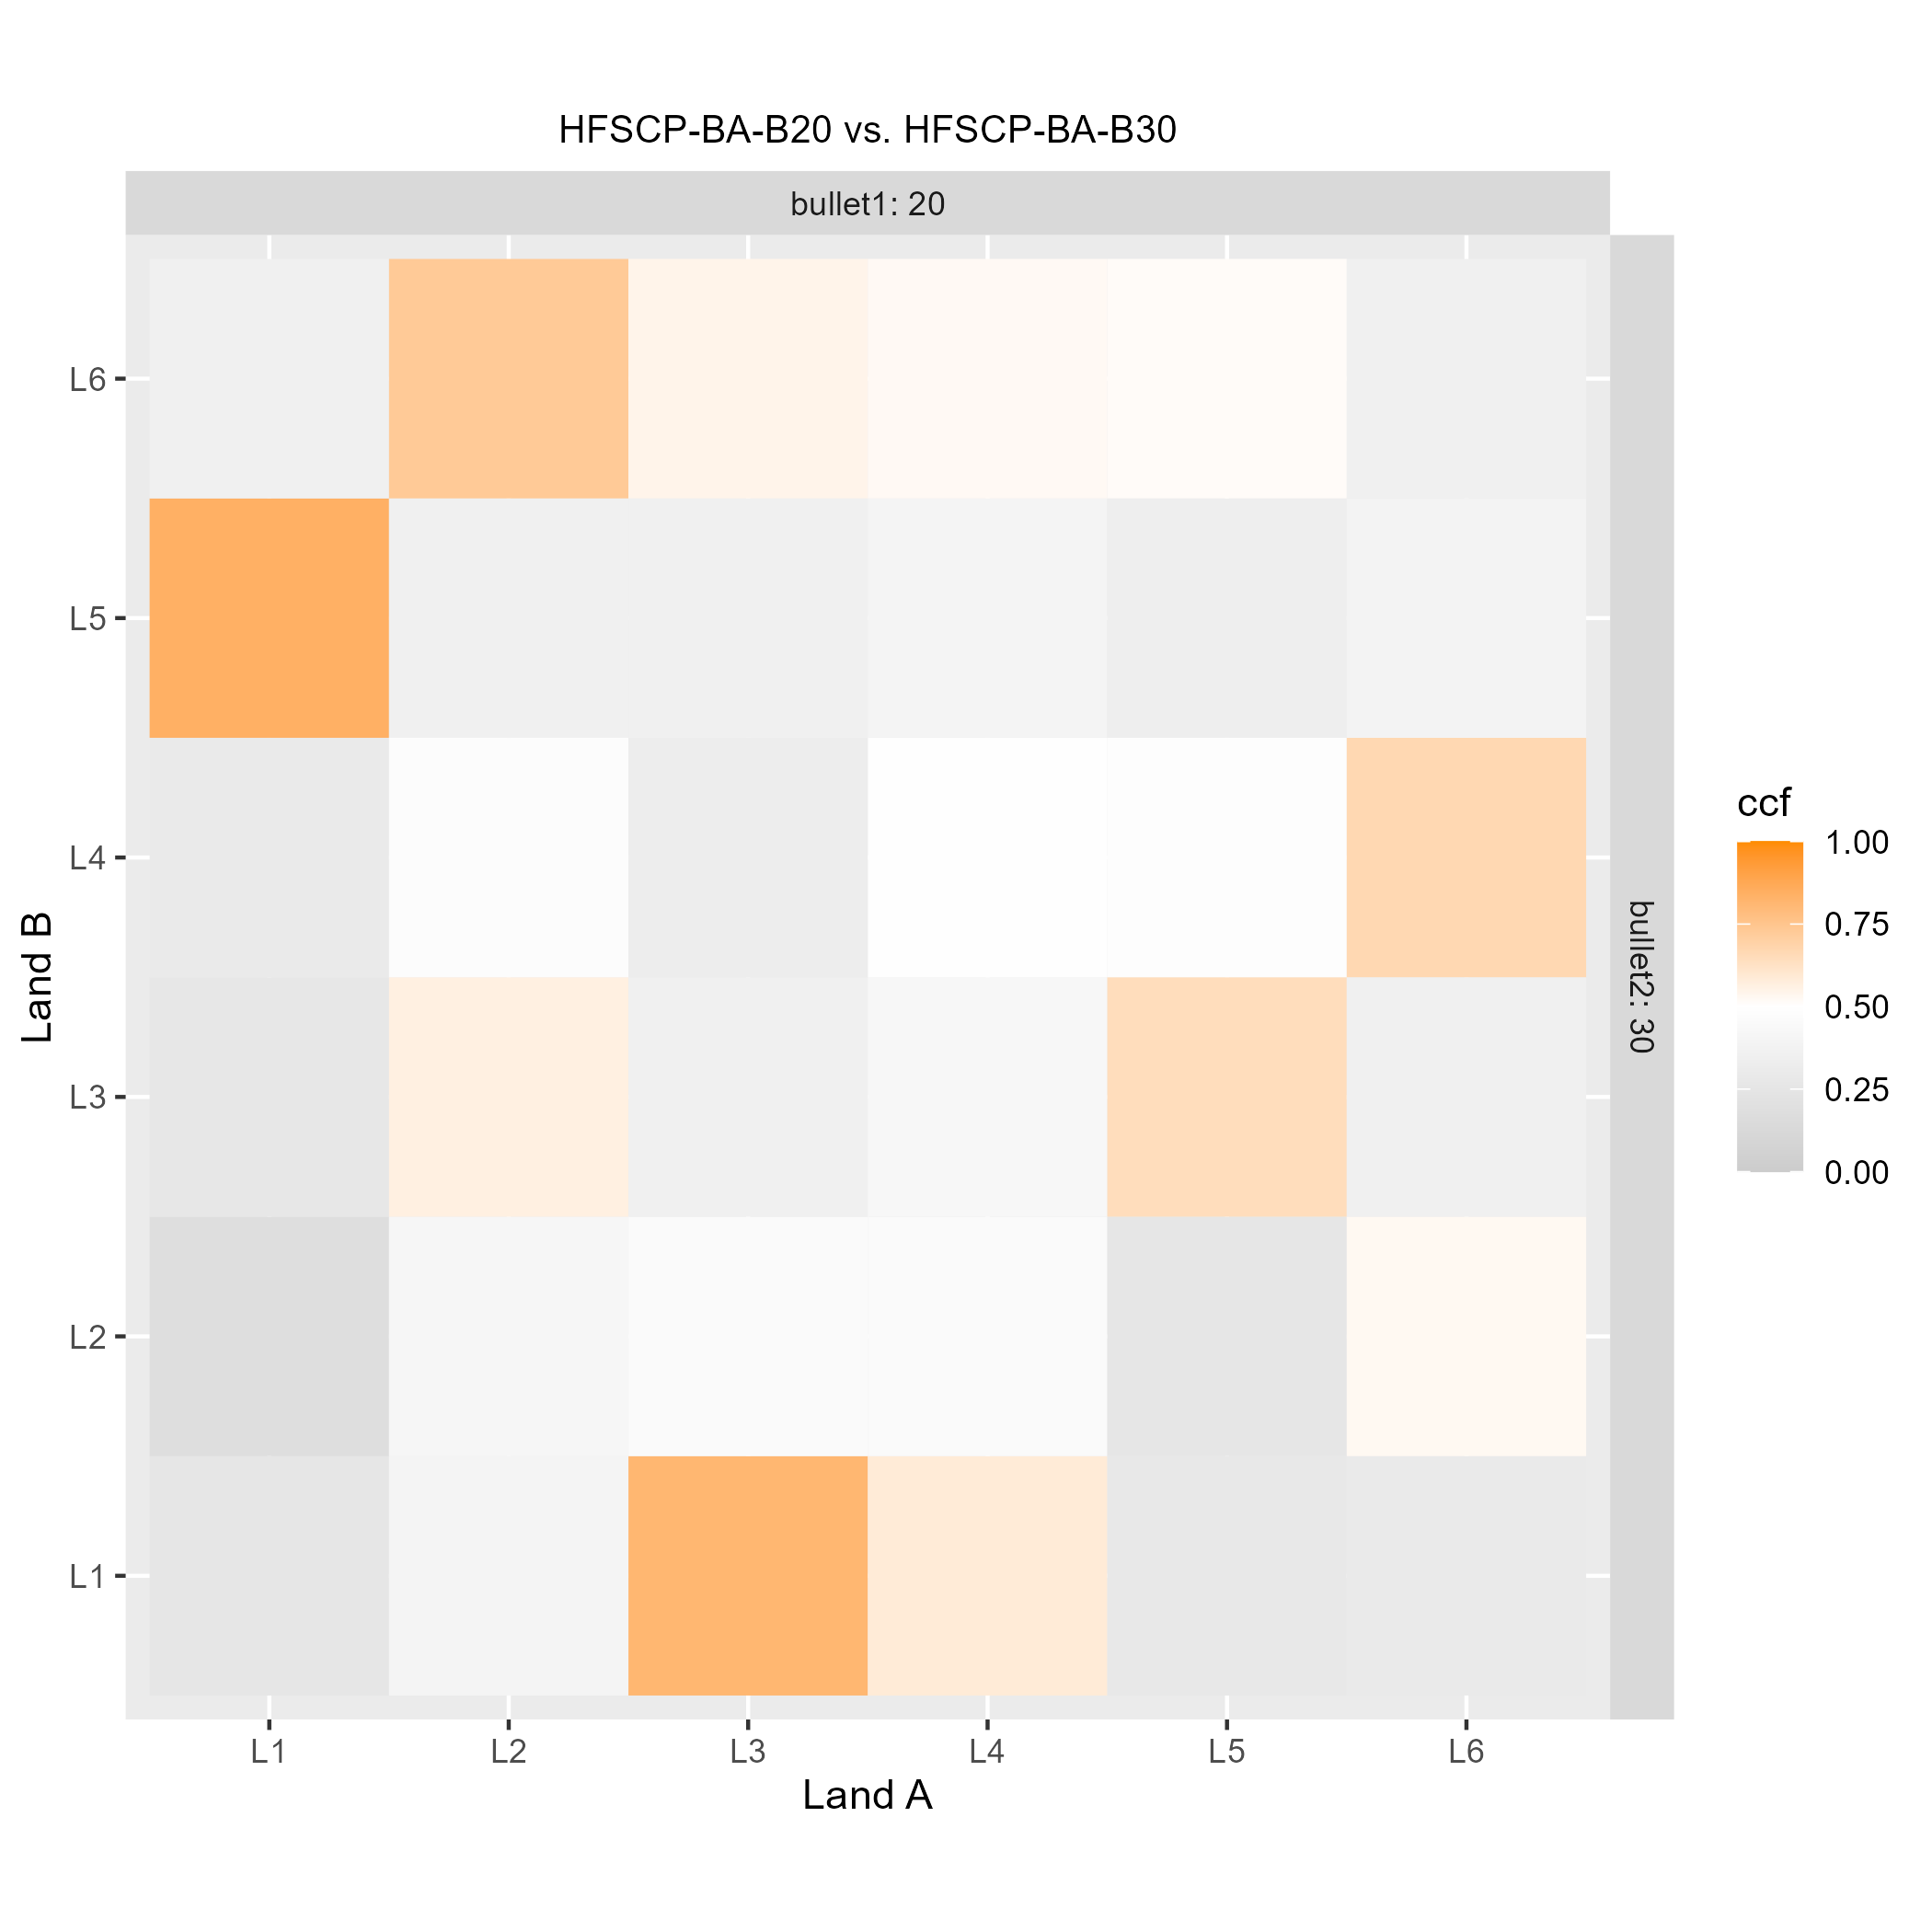 HFSCP-BA-B20 vs. HFSCP-BA-B30
bullet1: 20
L6
L5
L4
L3
L2
L1
Land B
bullet2: 30
L1 L2 L3 L4 L5 L6
Land A
ccf
1.00
0.75
0.50
0.25
0.00